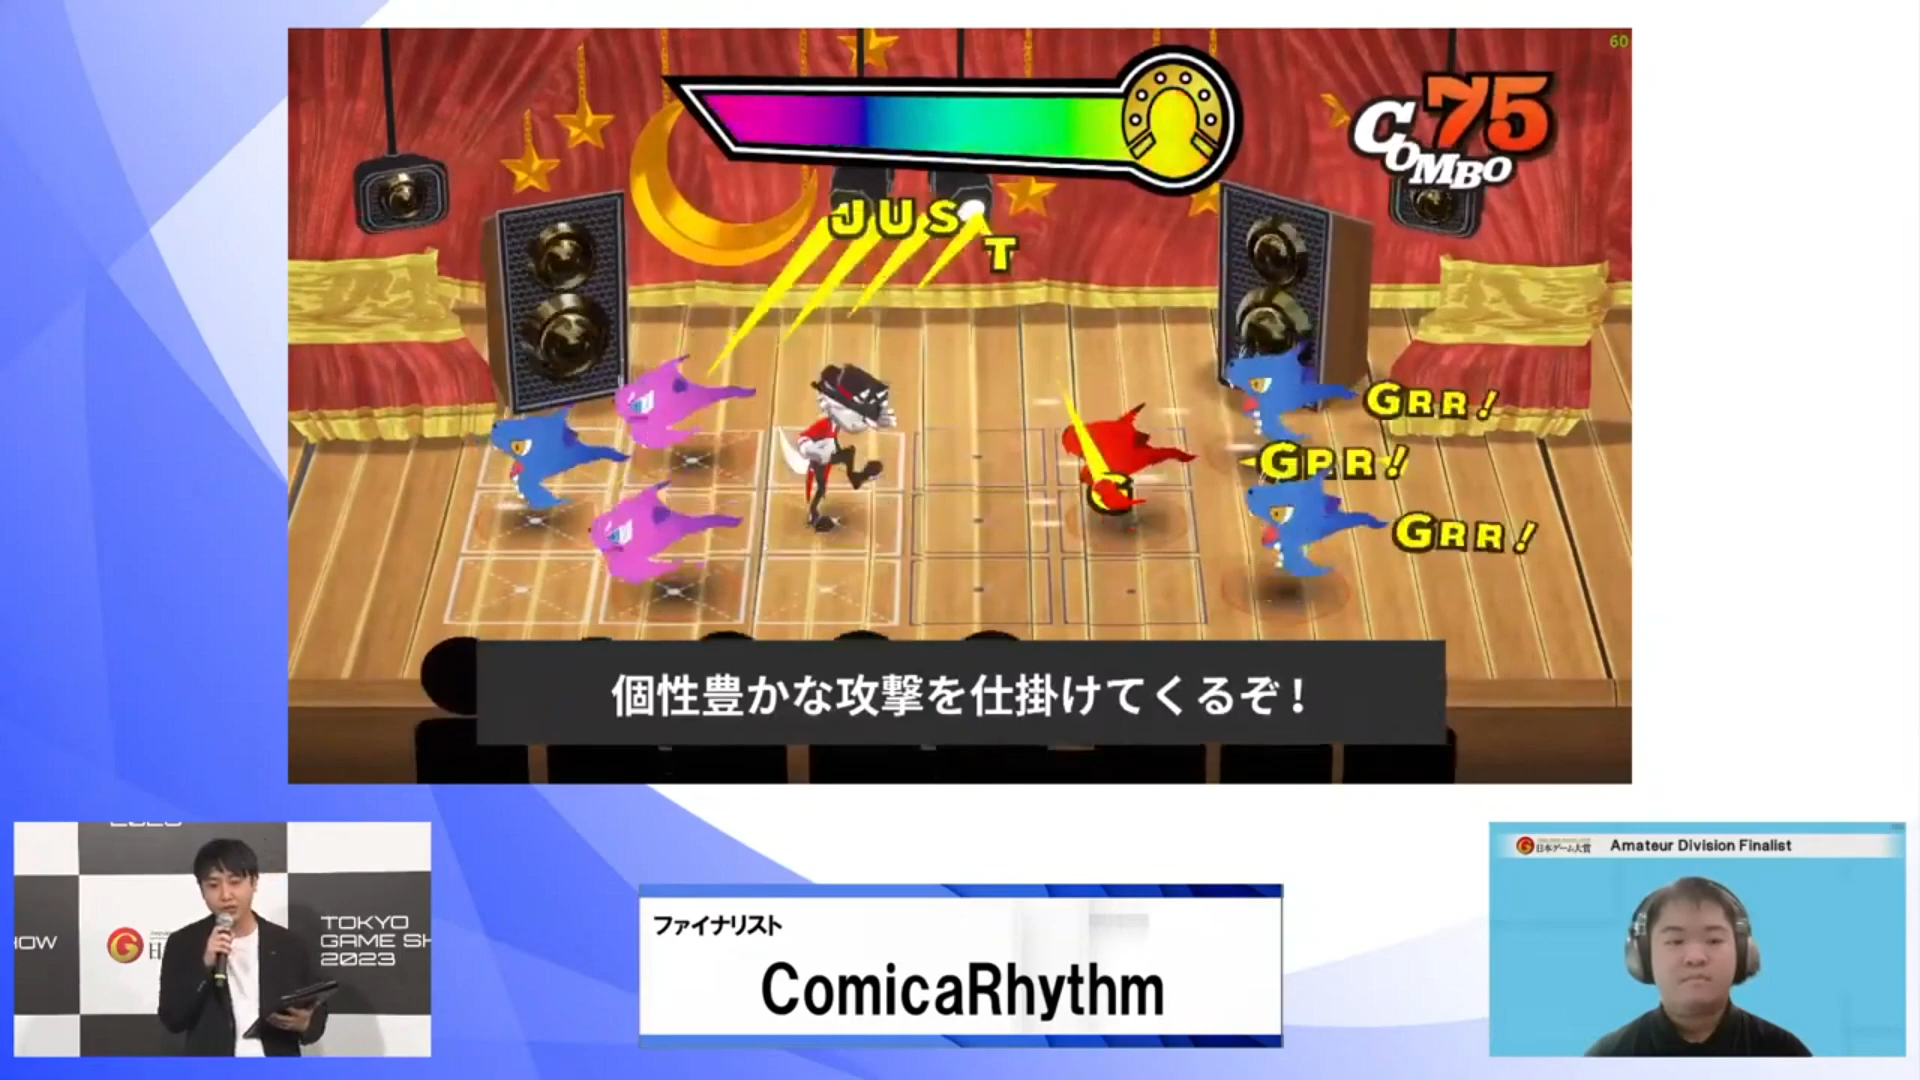 60
75
COMBO
JUST
GRR!
GRR!
GRR!
個性豊かな攻撃を仕掛けてくるぞ！
日本ゲーム大賞 Amateur Division Finalist
TOKYO
GAME SH
2023
ファイナリスト
ComicaRhythm